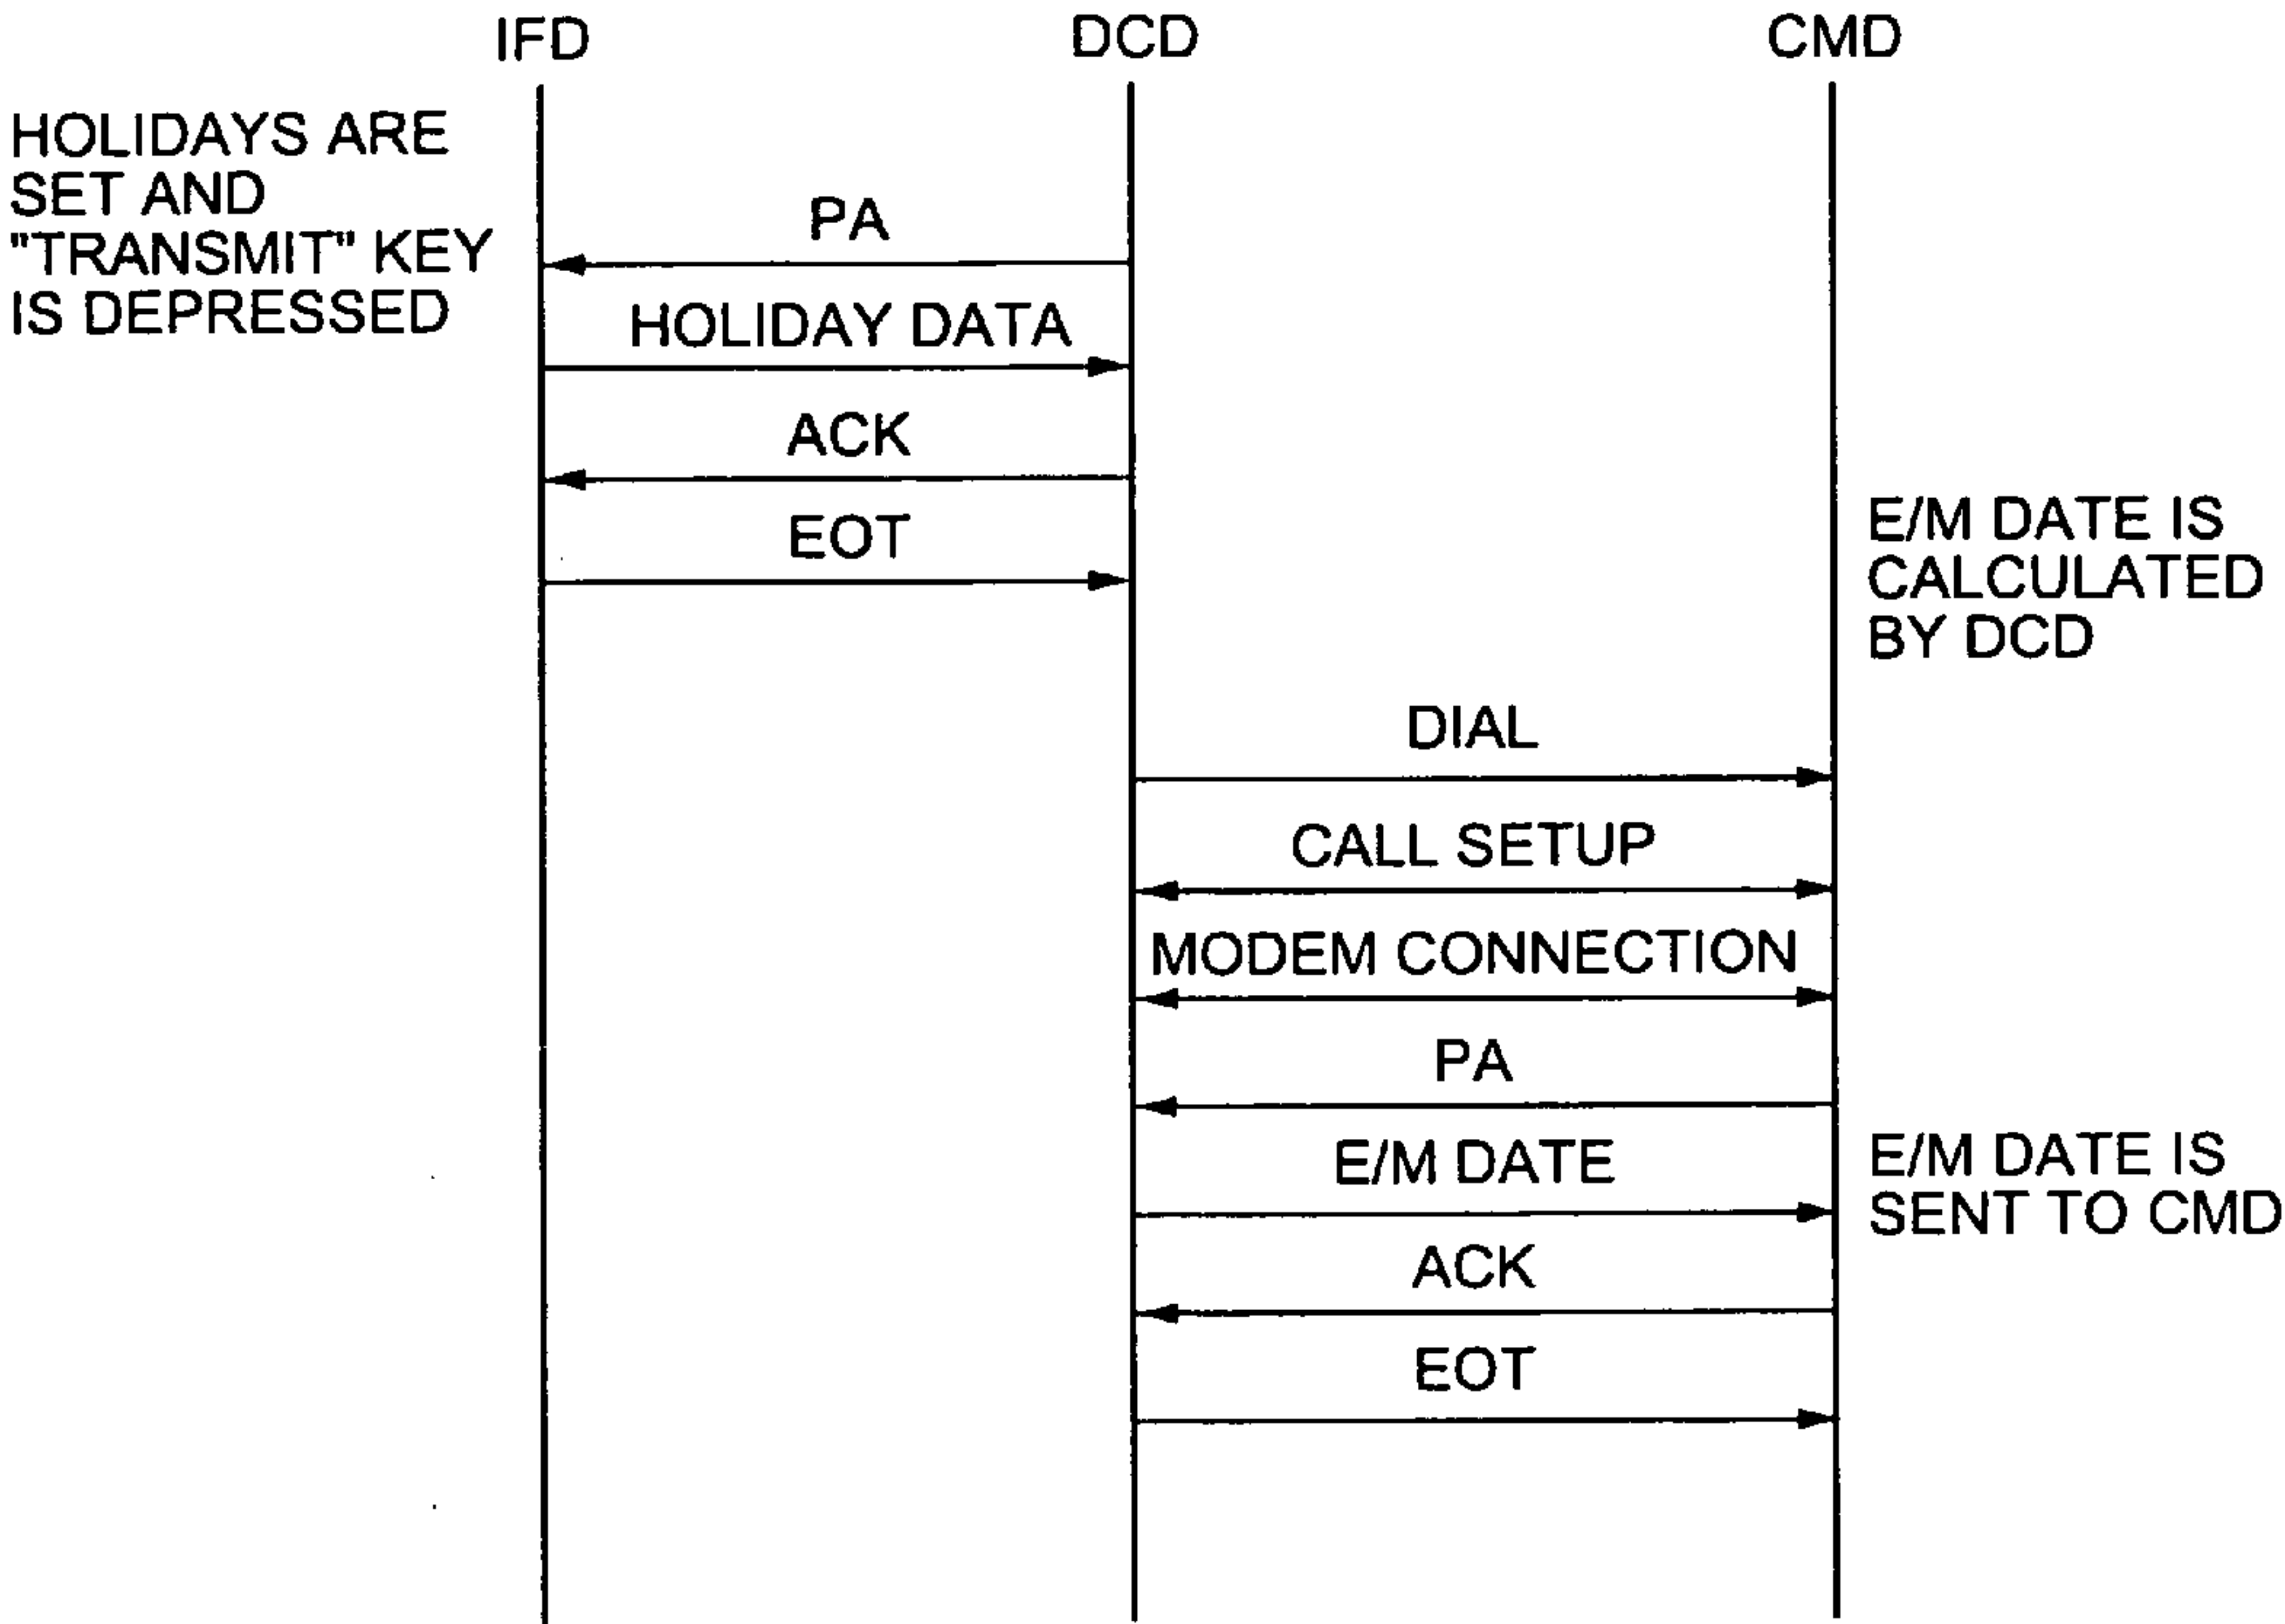 IFD
DCD
CMD
HOLIDAYS ARE
SET AND
"TRANSMIT" KEY
IS DEPRESSED
PA
HOLIDAY DATA
ACK
EOT
E/M DATE IS
CALCULATED
BY DCD
DIAL
CALL SETUP
MODEM CONNECTION
PA
E/M DATE
E/M DATE IS
SENT TO CMD
ACK
EOT